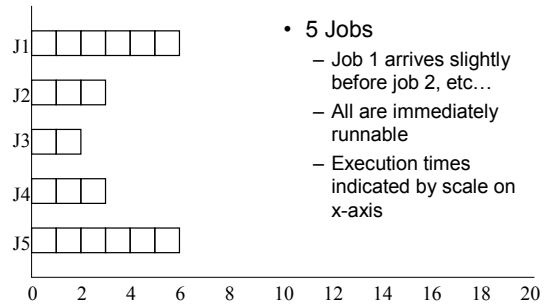 J1
J2
J3
J4
J5
0 2 4 6 8 10 12 14 16 18 20
• 5 Jobs
– Job 1 arrives slightly
before job 2, etc…
– All are immediately
runnable
– Execution times
indicated by scale on
x-axis